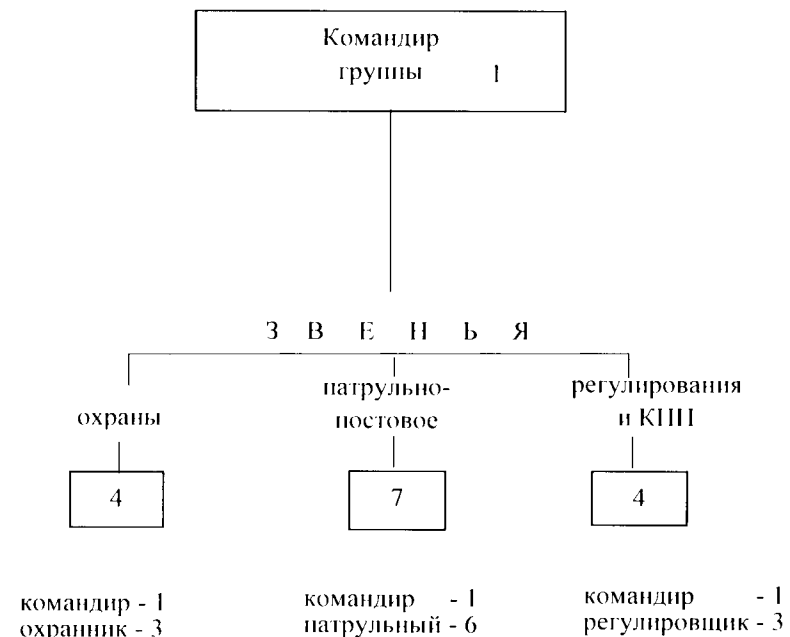 Командир
группы 1
З В Е Н Ь Я
охраны
патрульно-
постовое
регулирования
и КПП
4
7
4
командир - 1
охранник - 3
командир - 1
патрульный - 6
командир - 1
регулировщик - 3